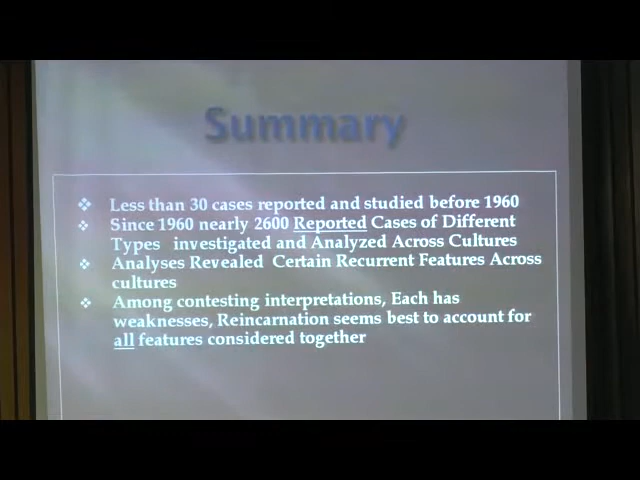 Summary
❖ Less than 30 cases reported and studied before 1960
❖ Since 1960 nearly 2600 Reported Cases of Different
Types investigated and Analyzed Across Cultures
❖ Analyses Revealed Certain Recurrent Features Across
cultures
❖ Among contesting interpretations, Each has
weaknesses, Reincarnation seems best to account for
all features considered together